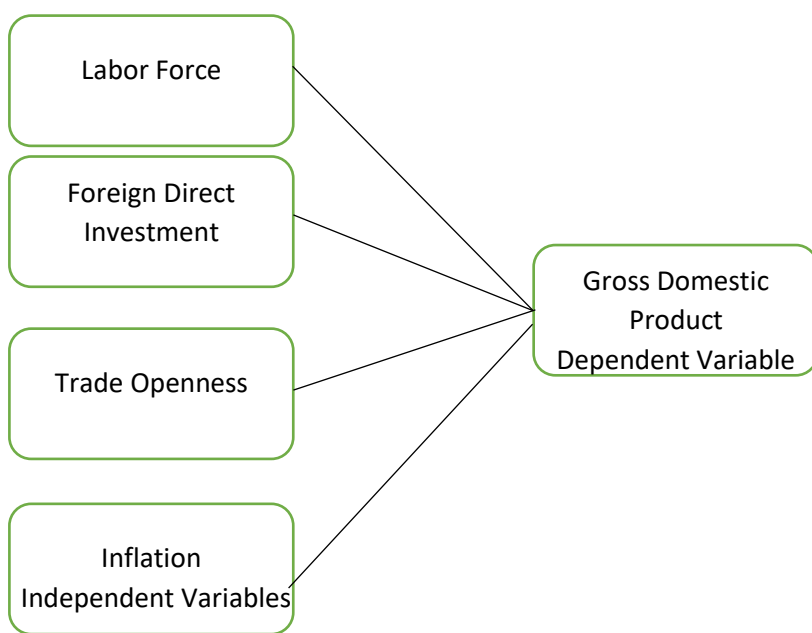 Labor Force
Foreign Direct
Investment
Trade Openness
Inflation
Independent Variables
Gross Domestic
Product
Dependent Variable